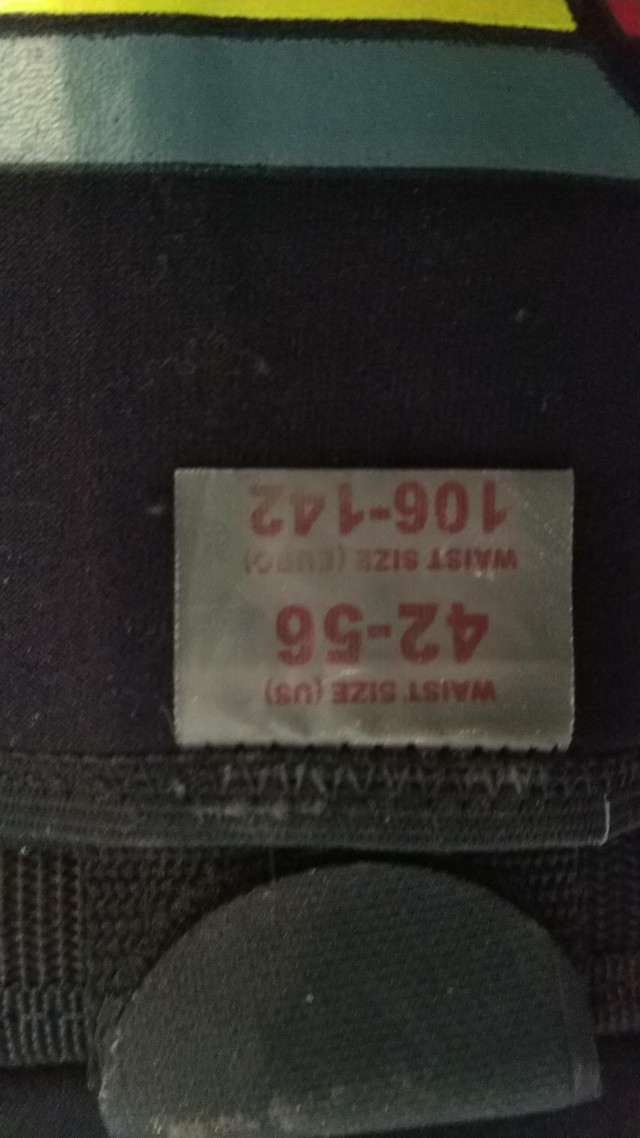 WAIST SIZE (US)
42-56
WAIST SIZE (EURO)
106-142